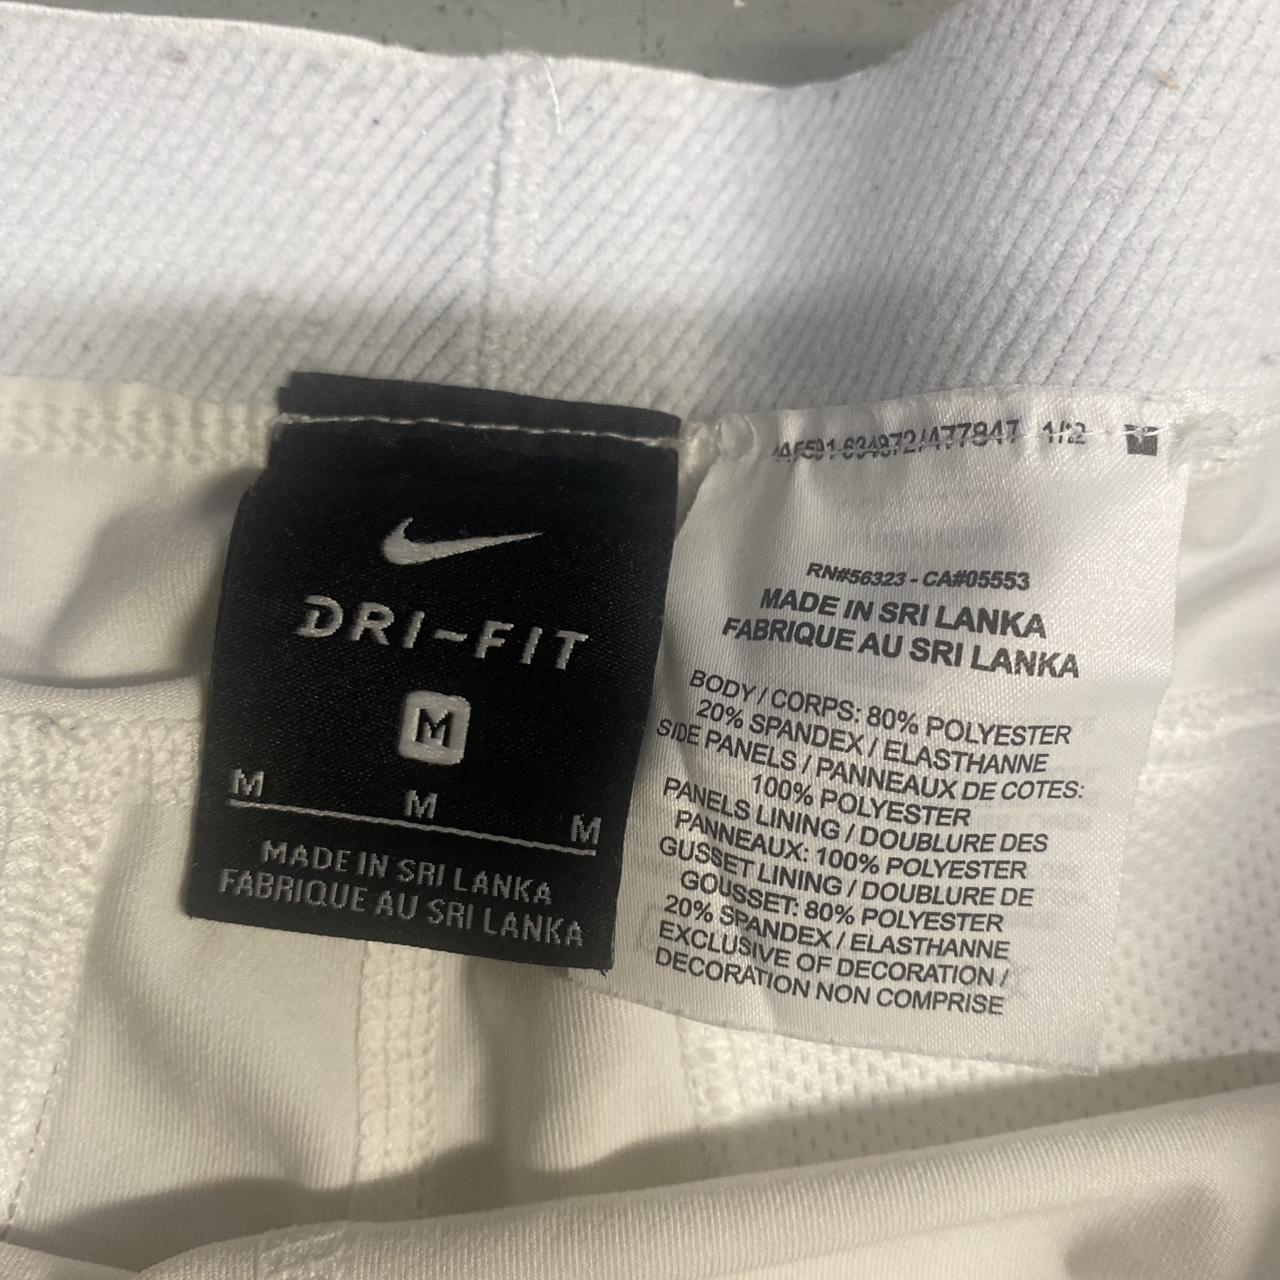 DRI-FIT
M
M M M
MADE IN SRI LANKA
FABRIQUE AU SRI LANKA
1/12
RN#56323 - CA#05553
MADE IN SRI LANKA
FABRIQUE AU SRI LANKA
BODY / CORPS: 80% POLYESTER
20% SPANDEX / ELASTHANNE
SIDE PANELS / PANNEAUX DE COTES:
100% POLYESTER
PANELS LINING / DOUBLURE DES
PANNEAUX: 100% POLYESTER
GUSSET LINING / DOUBLURE DE
GOUSSET: 80% POLYESTER
20% SPANDEX / ELASTHANNE
EXCLUSIVE OF DECORATION /
DECORATION NON COMPRISE